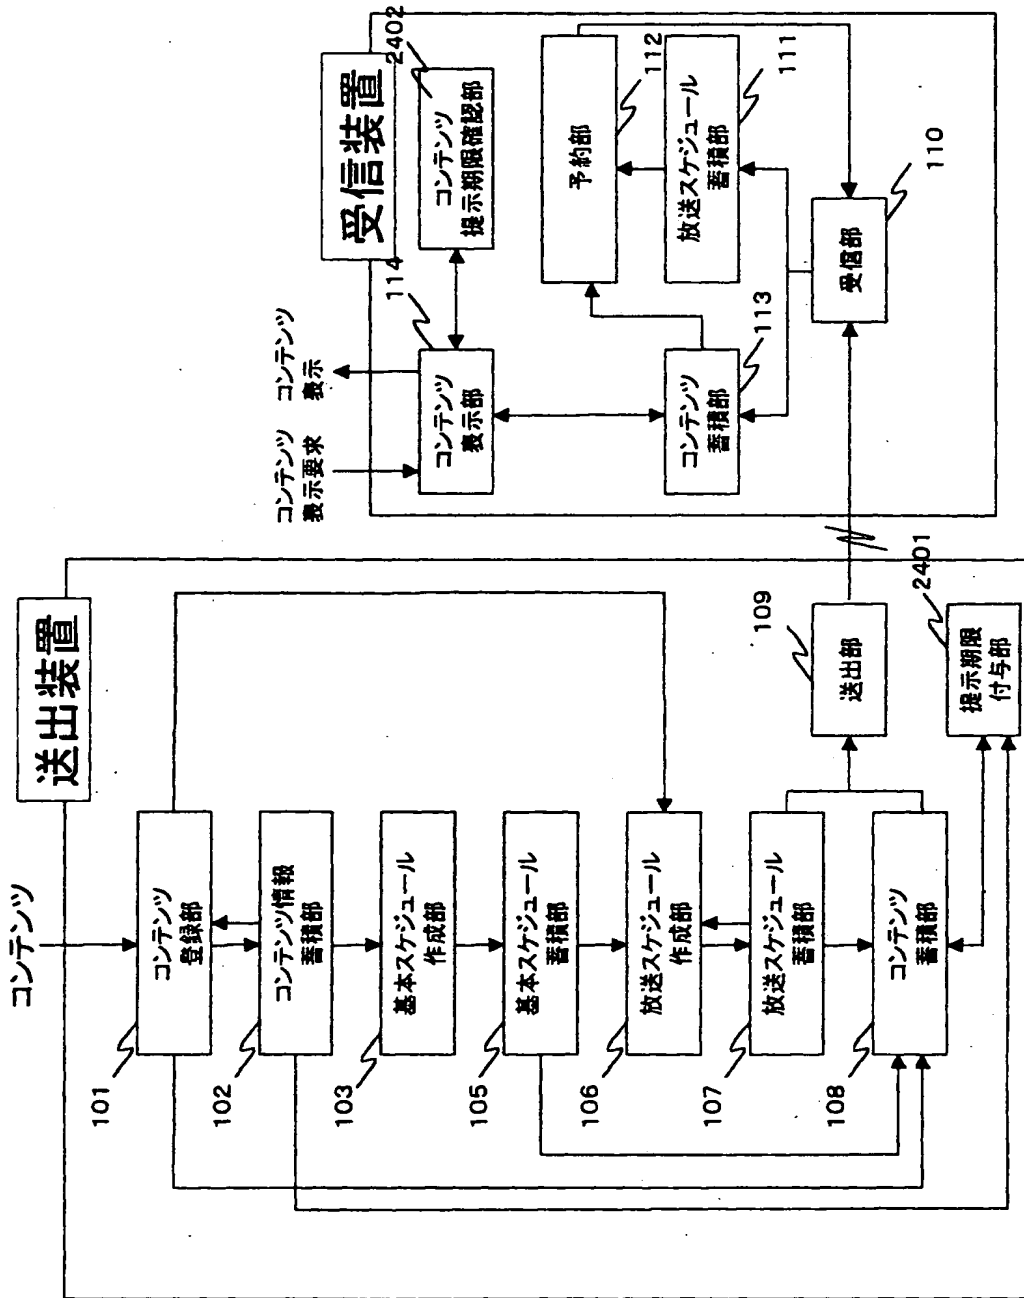 送出装置
コンテンツ
コンテンツ
登録部
101
コンテンツ情報
蓄積部
102
基本スケジュール
作成部
103
基本スケジュール
蓄積部
105
放送スケジュール
作成部
106
放送スケジュール
蓄積部
107
コンテンツ
蓄積部
108
送出部
109
提示期限
付与部
2401
受信装置
コンテンツ
表示要求
コンテンツ
表示
コンテンツ
表示部
114
コンテンツ
提示期限確認部
2402
予約部
112
放送スケジュール
蓄積部
111
コンテンツ
蓄積部
113
受信部
110